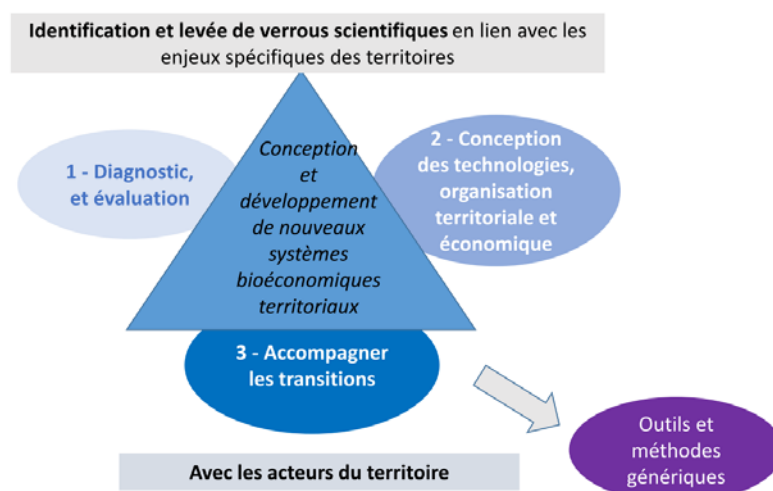 Identification et levée de verrous scientifiques en lien avec les
enjeux spécifiques des territoires
1 - Diagnostic,
et évaluation
Conception
et
développement
de nouveaux
systèmes
bioéconomiques
territoriaux
2 - Conception
des technologies,
organisation
territoriale et
économique
3 - Accompagner
les transitions
Avec les acteurs du territoire
Outils et
méthodes
génériques